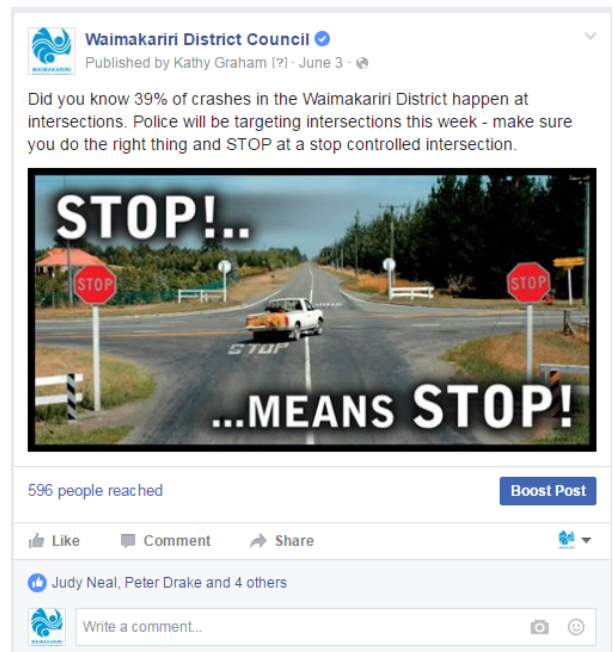 Waimakariri District Council
Published by Kathy Graham [?] · June 3 ·
Did you know 39% of crashes in the Waimakariri District happen at
intersections. Police will be targeting intersections this week - make sure
you do the right thing and STOP at a stop controlled intersection.
STOP!..
STOP
STOP
STOP
...MEANS STOP!
596 people reached
Boost Post
Like Comment Share
Judy Neal, Peter Drake and 4 others
WAIMAKARIRI
Write a comment...